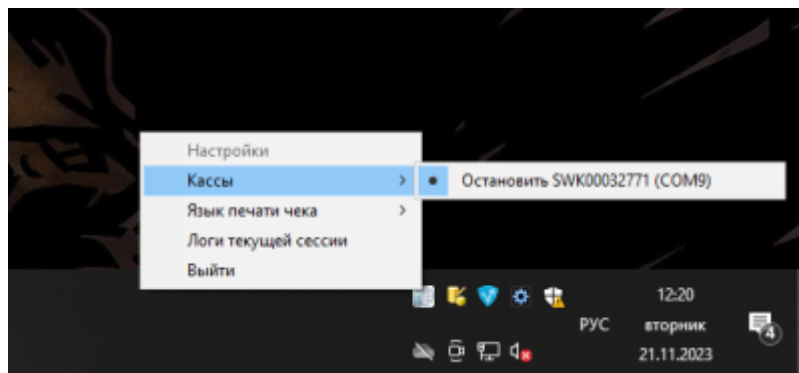 Настройки
Кассы
Остановить SWK00032771 (COM9)
Язык печати чека
Логи текущей сессии
Выйти
12:20
РУС
вторник
4
21.11.2023